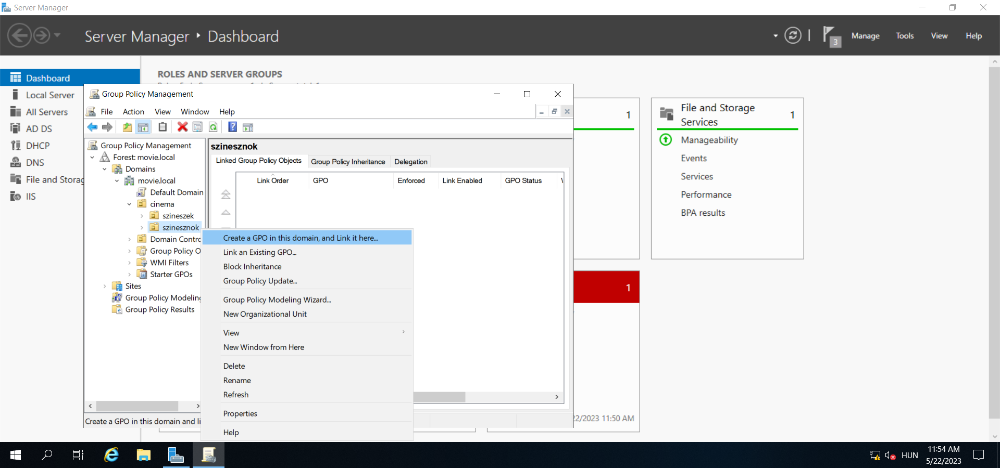 Server Manager
Server Manager
Dashboard
3
Manage
Tools
View
Help
Dashboard
Local Server
All Servers
AD DS
DHCP
DNS
File and Storag
IIS
ROLES AND SERVER GROUPS
1
File and Storage
Services
1
Manageability
Events
Services
Performance
BPA results
1
22/2023 11:50 AM
Group Policy Management
File
Action
View
Window
Help
Group Policy Management
Forest: movie.local
Domains
movie.local
Default Domain
cinema
szineszek
szinesznok
Domain Contro
Group Policy O
WMI Filters
Starter GPOs
Sites
Group Policy Modeling
Group Policy Results
szinesznok
Linked Group Policy Objects
Group Policy Inheritance
Delegation
Link Order
GPO
Enforced
Link Enabled
GPO Status
Create a GPO in this domain, and Link it here...
Link an Existing GPO...
Block Inheritance
Group Policy Update...
Group Policy Modeling Wizard...
New Organizational Unit
View
New Window from Here
Delete
Rename
Refresh
Properties
Help
Create a GPO in this domain and li
HUN
11:54 AM
5/22/2023